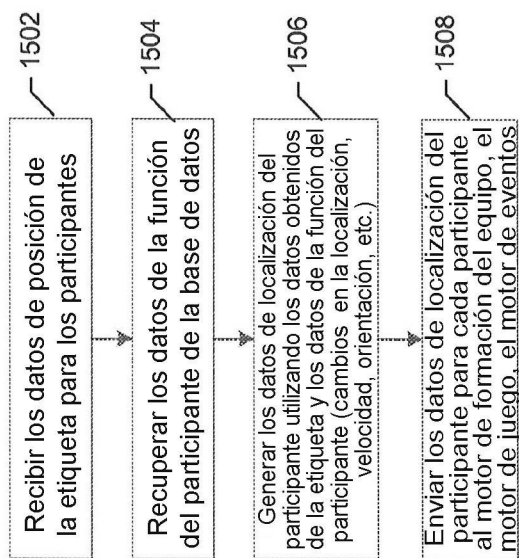 Recibir los datos de posición de
la etiqueta para los participantes
1502
Recuperar los datos de la función
del participante de la base de datos
1504
Generar los datos de localización del
participante utilizando los datos obtenidos
de la etiqueta y los datos de la función del
participante (cambios en la localización,
velocidad, orientación, etc.)
1506
Enviar los datos de localización del
participante para cada participante
al motor de formación del equipo, el
motor de juego, el motor de eventos
1508